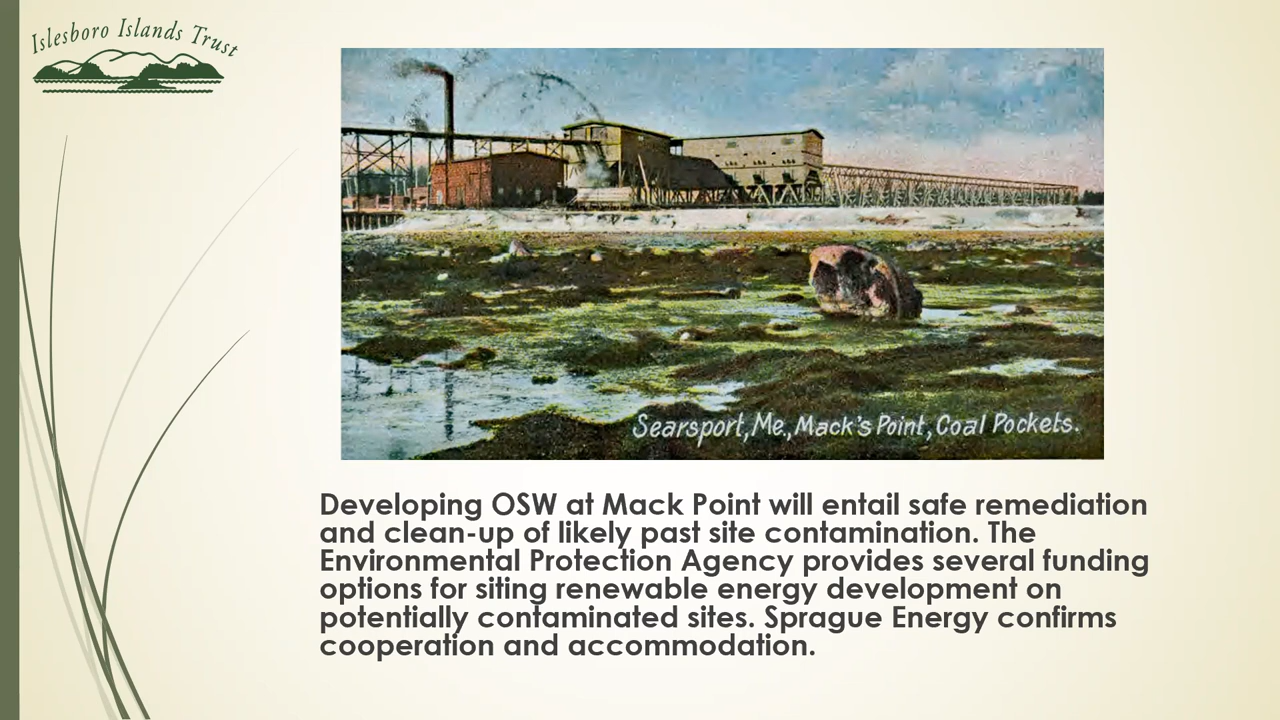 Islesboro Islands Trust
Searsport, Me., Mack's Point, Coal Pockets.
Developing OSW at Mack Point will entail safe remediation
and clean-up of likely past site contamination. The
Environmental Protection Agency provides several funding
options for siting renewable energy development on
potentially contaminated sites. Sprague Energy confirms
cooperation and accommodation.